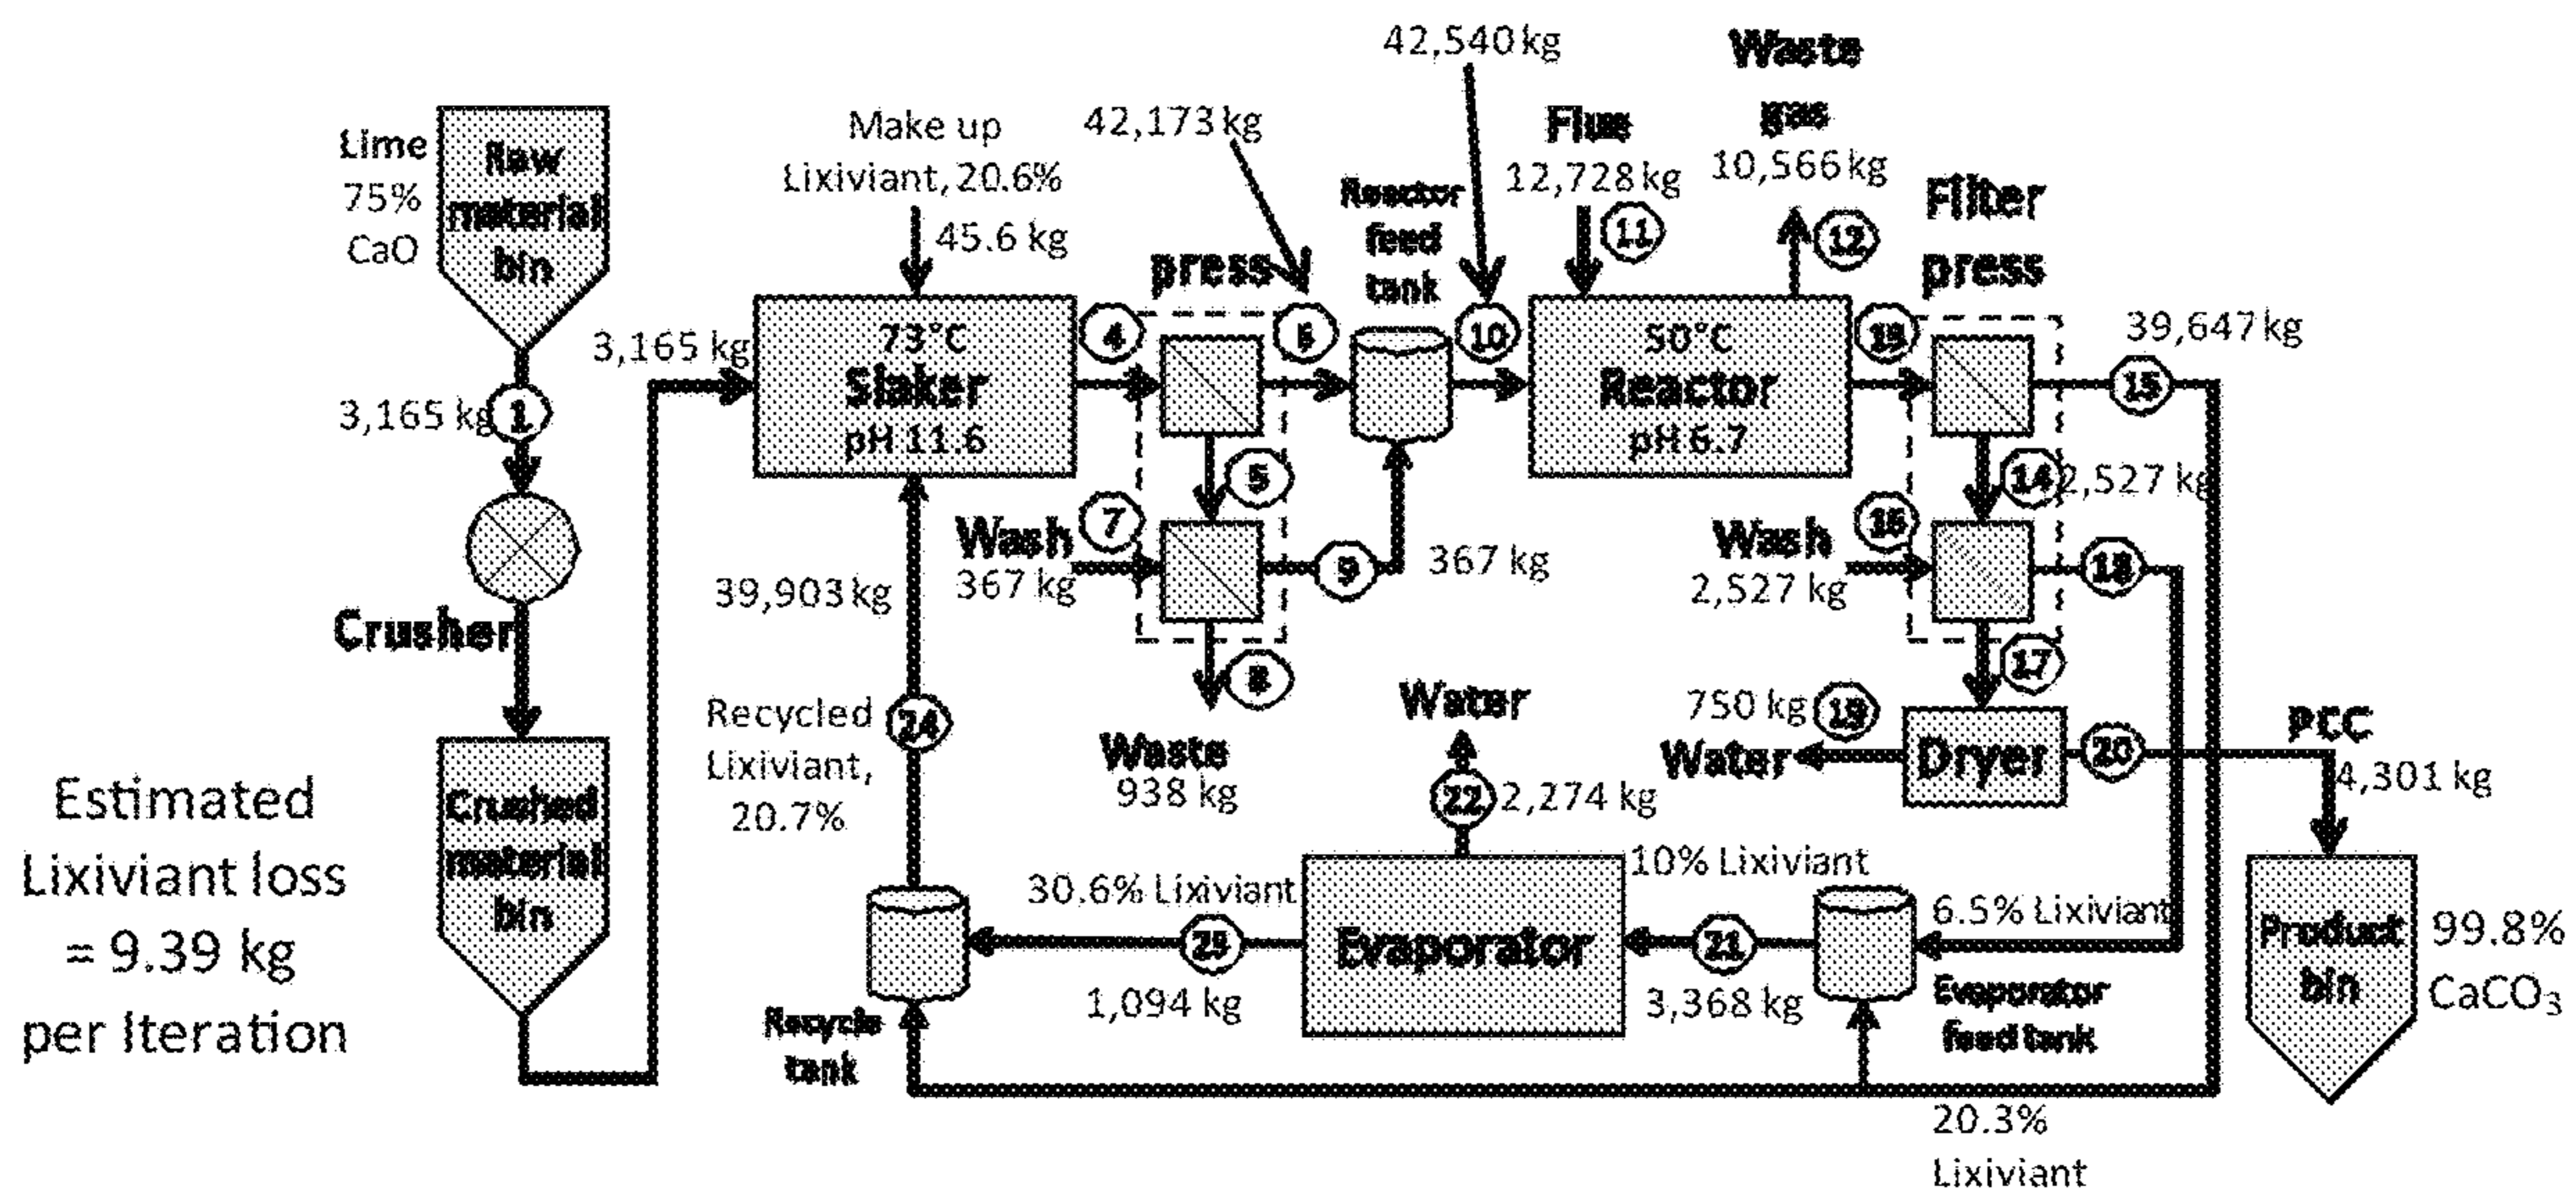 Lime
75%
CaO
Raw
material
bin
3,165 kg
1
Crusher
Crushed
material
bin
Estimated
Lixiviant loss
= 9.39 kg
per Iteration
3,165 kg
Make up
Lixiviant, 20.6%
45.6 kg
73°C
Slaker
pH 11.6
39,903 kg
Recycled
Lixiviant,
20.7%
24
Recycle
tank
42,173 kg
press
4
5
7
Wash
367 kg
8
Waste
938 kg
9
367 kg
Reactor
feed
tank
42,540 kg
10
Flue
12,728 kg
11
Waste
gas
10,566 kg
12
50°C
Reactor
pH 6.7
Filter
press
14
2,527 kg
39,647 kg
15
16
Wash
2,527 kg
18
17
750 kg
19
Water
Dryer
20
PCC
4,301 kg
Product
bin
99.8%
CaCO₃
Water
22
2,274 kg
Evaporator
30.6% Lixiviant
1,094 kg
10% Lixiviant
21
3,368 kg
6.5% Lixiviant
Evaporator
feed tank
20.3%
Lixiviant